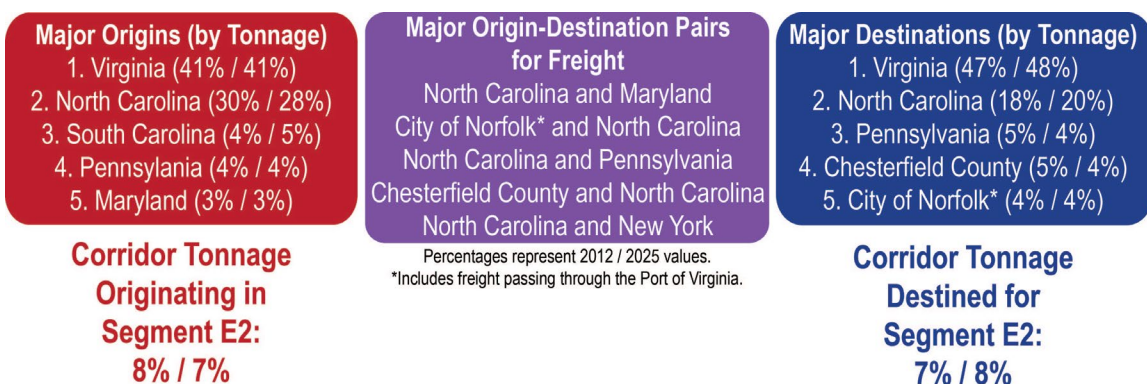 Major Origins (by Tonnage)
1. Virginia (41% / 41%)
2. North Carolina (30% / 28%)
3. South Carolina (4% / 5%)
4. Pennsylania (4% / 4%)
5. Maryland (3% / 3%)
Corridor Tonnage
Originating in
Segment E2:
8% / 7%
Major Origin-Destination Pairs
for Freight
North Carolina and Maryland
City of Norfolk* and North Carolina
North Carolina and Pennsylvania
Chesterfield County and North Carolina
North Carolina and New York
Percentages represent 2012 / 2025 values.
*Includes freight passing through the Port of Virginia.
Major Destinations (by Tonnage)
1. Virginia (47% / 48%)
2. North Carolina (18% / 20%)
3. Pennsylvania (5% / 4%)
4. Chesterfield County (5% / 4%)
5. City of Norfolk* (4% / 4%)
Corridor Tonnage
Destined for
Segment E2:
7% / 8%